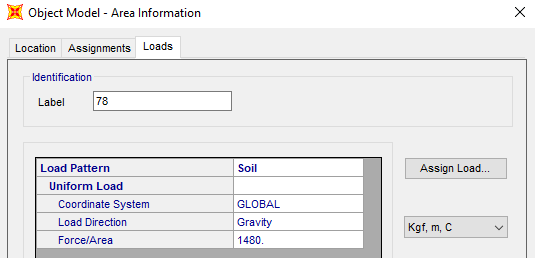 Object Model - Area Information
Location Assignments Loads
Identification
Label 78
Load Pattern Soil
Assign Load...
Uniform Load
Coordinate System GLOBAL
Load Direction Gravity
Kgf, m, C
Force/Area 1480.